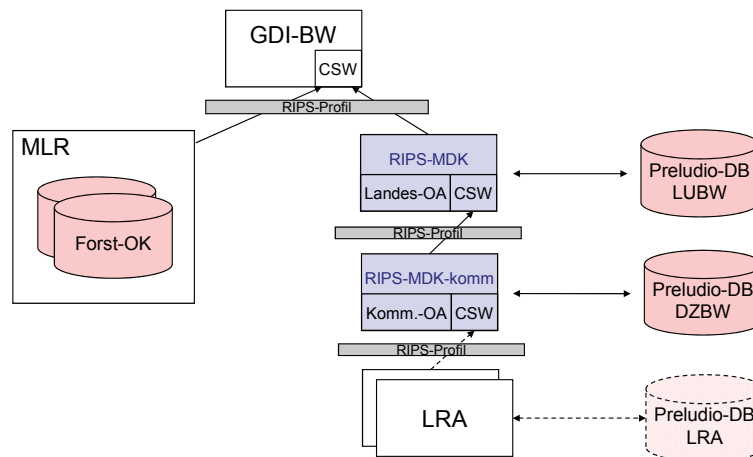 GDI-BW
CSW
RIPS-Profil
MLR
Forst-OK
RIPS-MDK
Landes-OA
CSW
Preludio-DB
LUBW
RIPS-Profil
RIPS-MDK-komm
Komm.-OA
CSW
Preludio-DB
DZBW
RIPS-Profil
LRA
Preludio-DB
LRA